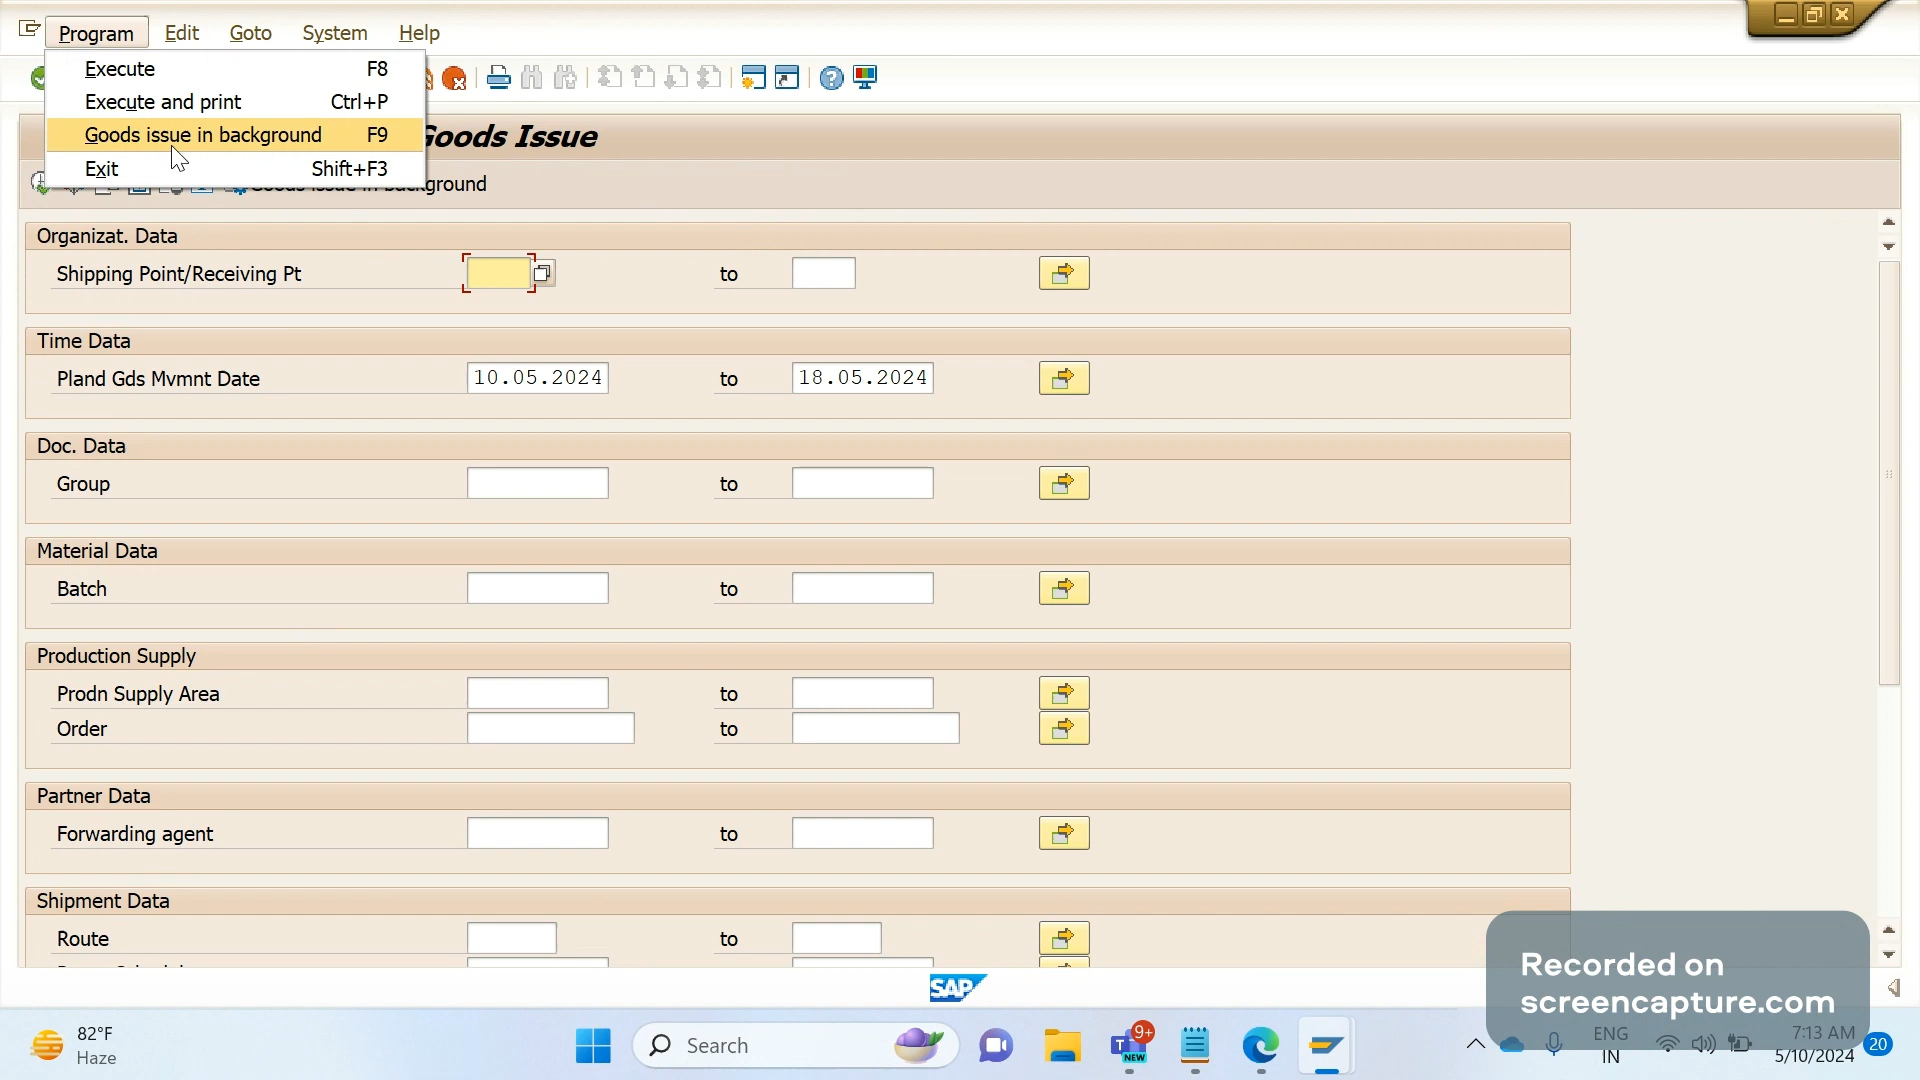 Program Edit Goto System Help
Execute F8
Execute and print Ctrl+P
Goods issue in background F9
Exit Shift+F3
Goods Issue
Goods issue in background
Organizat. Data
Shipping Point/Receiving Pt to
Time Data
Pland Gds Mvmnt Date 10.05.2024 to 18.05.2024
Doc. Data
Group to
Material Data
Batch to
Production Supply
Prodn Supply Area to
Order to
Partner Data
Forwarding agent to
Shipment Data
Route to
SAP
Recorded on
screencapture.com
82°F
Haze
Search
9+
T
NEW
ENG
IN
7:13 AM
5/10/2024
20